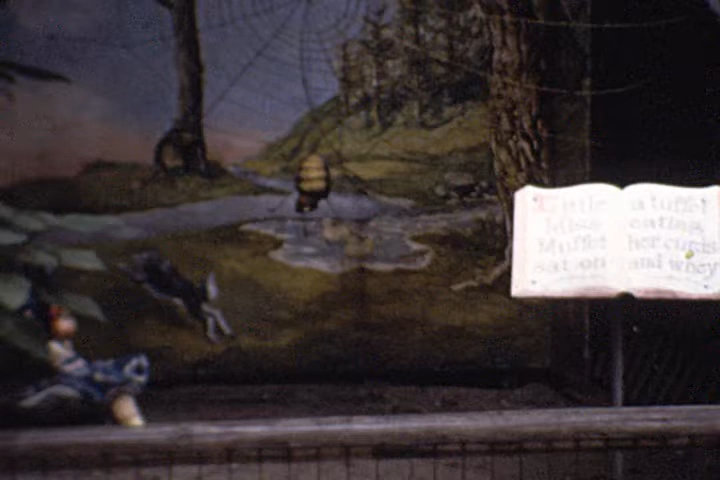 Little
Miss
Muffet
sat on
a tuffet
eating
her curds
and whey